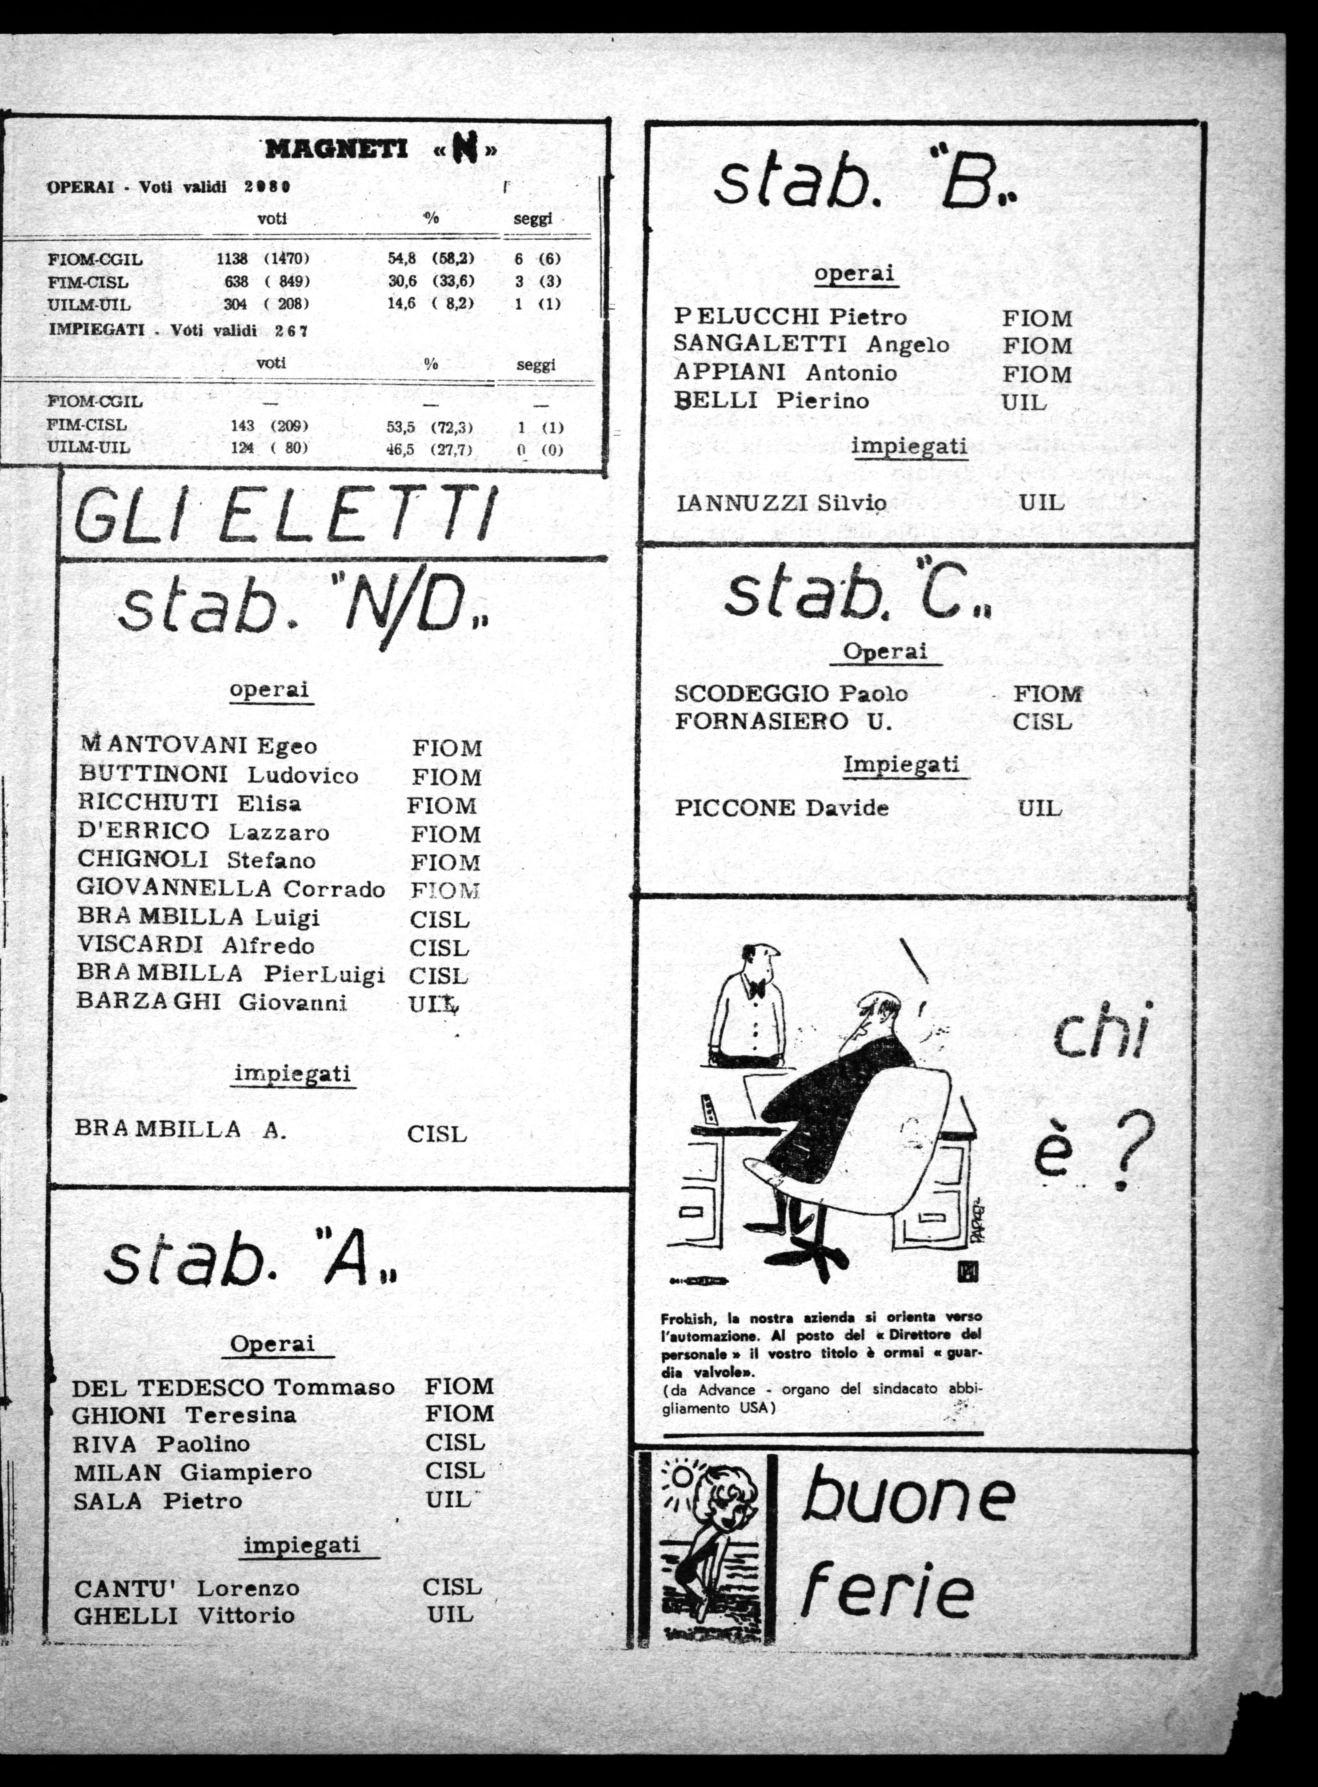 MAGNETI « N »
OPERAI - Voti validi 2080
voti % seggi
FIOM-CGIL 1138 (1470) 54,8 (58,2) 6 (6)
FIM-CISL 638 ( 849) 30,6 (33,6) 3 (3)
UILM-UIL 304 ( 208) 14,6 ( 8,2) 1 (1)
IMPIEGATI - Voti validi 267
voti % seggi
FIOM-CGIL — — —
FIM-CISL 143 (209) 53,5 (72,3) 1 (1)
UILM-UIL 124 ( 80) 46,5 (27,7) 0 (0)
GLI ELETTI
stab. "N/D„
operai
MANTOVANI Egeo FIOM
BUTTINONI Ludovico FIOM
RICCHIUTI Elisa FIOM
D'ERRICO Lazzaro FIOM
CHIGNOLI Stefano FIOM
GIOVANNELLA Corrado FIOM
BRAMBILLA Luigi CISL
VISCARDI Alfredo CISL
BRAMBILLA PierLuigi CISL
BARZAGHI Giovanni UIL
impiegati
BRAMBILLA A. CISL
stab. "A„
Operai
DEL TEDESCO Tommaso FIOM
GHIONI Teresina FIOM
RIVA Paolino CISL
MILAN Giampiero CISL
SALA Pietro UIL
impiegati
CANTU' Lorenzo CISL
GHELLI Vittorio UIL
stab. "B„
operai
PELUCCHI Pietro FIOM
SANGALETTI Angelo FIOM
APPIANI Antonio FIOM
BELLI Pierino UIL
impiegati
IANNUZZI Silvio UIL
stab. "C„
Operai
SCODEGGIO Paolo FIOM
FORNASIERO U. CISL
Impiegati
PICCONE Davide UIL
chi
è ?
Frobish, la nostra azienda si orienta verso
l'automazione. Al posto del « Direttore del
personale » il vostro titolo è ormai « guar-
dia valvole».
(da Advance - organo del sindacato abbi-
gliamento USA)
buone
ferie